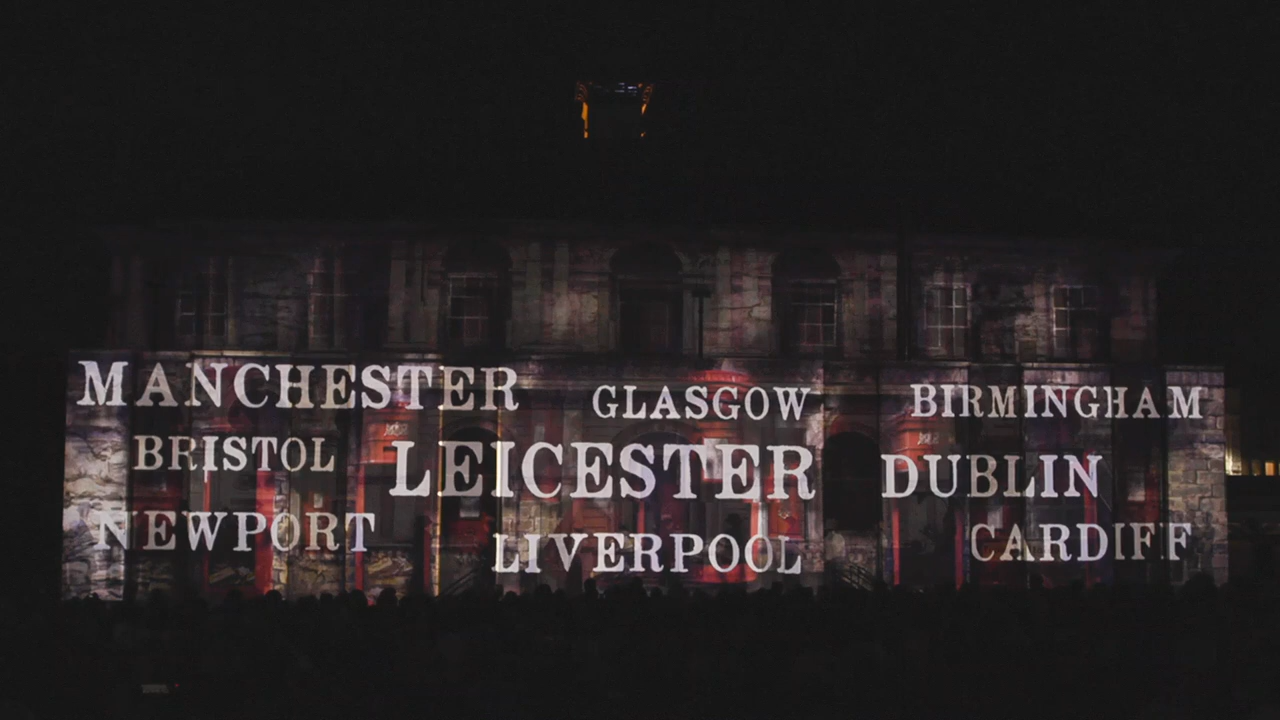 MANCHESTER GLASGOW BIRMINGHAM
BRISTOL LEICESTER DUBLIN
NEWPORT LIVERPOOL CARDIFF